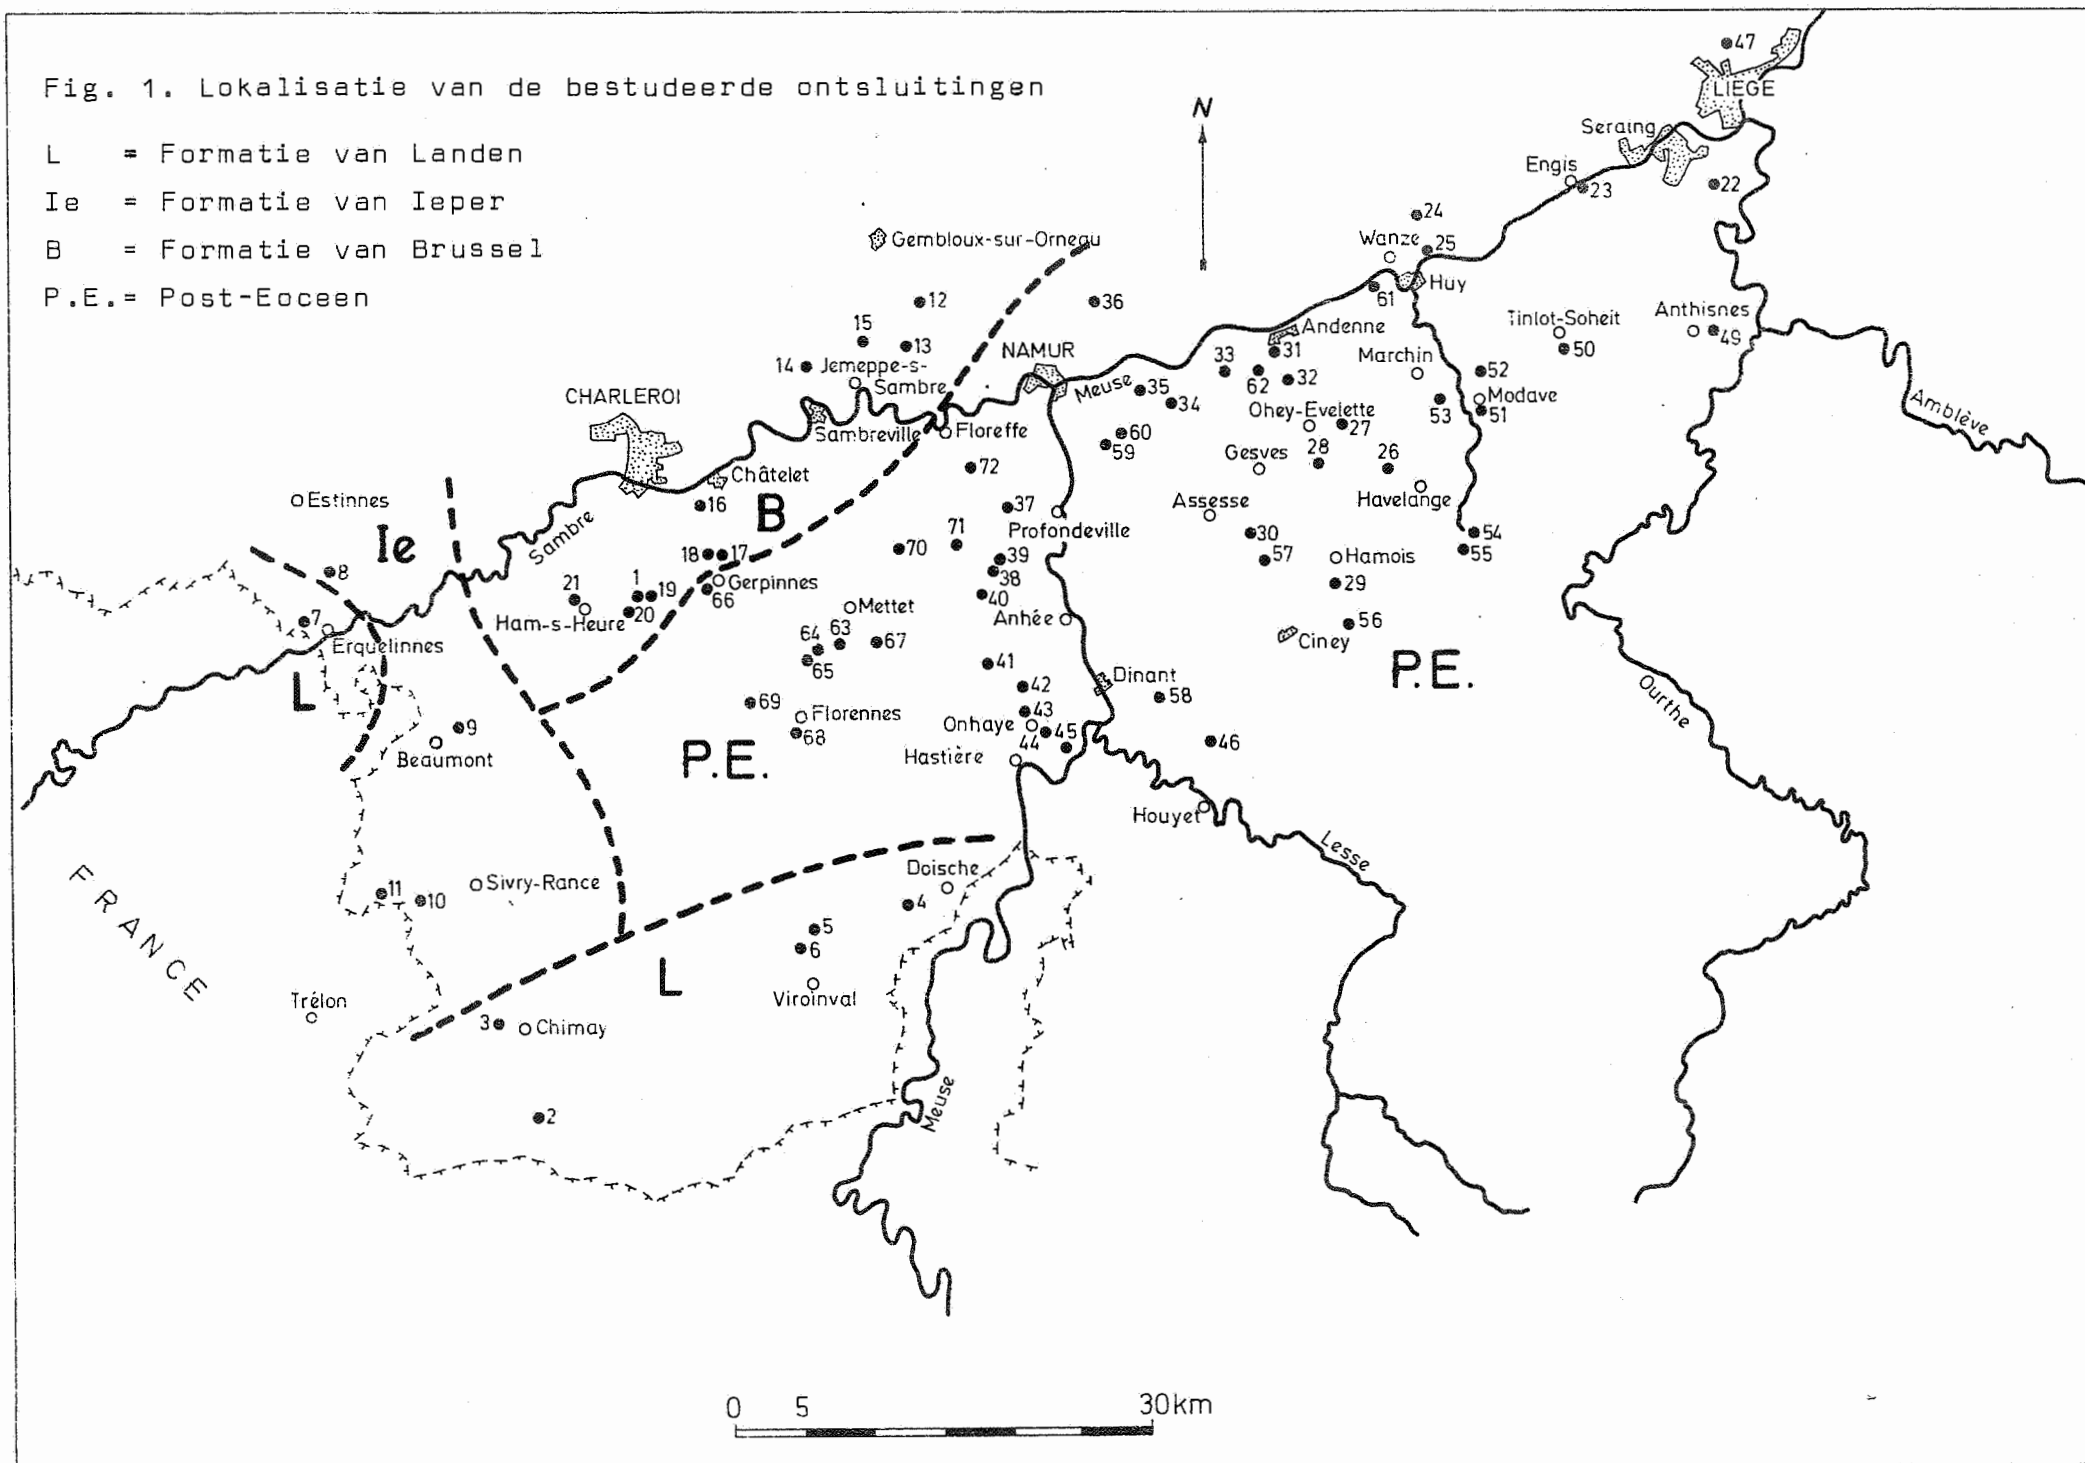 Fig. 1. Lokalisatie van de bestudeerde ontsluitingen
L = Formatie van Landen
Ie = Formatie van Ieper
B = Formatie van Brussel
P.E.= Post-Eoceen
N
47
LIEGE
Seraing
Engis
23
22
24
Wanze
25
Huy
61
Gembloux-sur-Orneau
12
36
15
13
14
Jemeppe-s-
Sambre
NAMUR
Meuse
Andenne
31
33
62
32
Marchin
Tinlot-Soheit
50
Anthisnes
49
52
Modave
51
53
Amblève
35
34
CHARLEROI
Sambreville
Floreffe
60
59
Ohey-Evelette
27
Gesves
28
26
Havelange
Châtelet
16
B
72
Estinnes
Ie
Sambre
37
Profondeville
Assesse
30
57
Hamois
29
54
55
71
70
39
38
40
8
7
Erquelinnes
L
21
1
19
20
Ham-s-Heure
18
17
Gerpinnes
66
Mettet
64
63
67
65
Anhée
56
Ciney
P.E.
41
42
43
Onhaye
44
45
Dinant
58
46
Hastière
Houyet
Lesse
Ourthe
69
Florennes
68
P.E.
9
Beaumont
11
10
Sivry-Rance
FRANCE
Doische
4
5
6
Viroinval
L
Trélon
3
Chimay
2
Meuse
0 5 30km